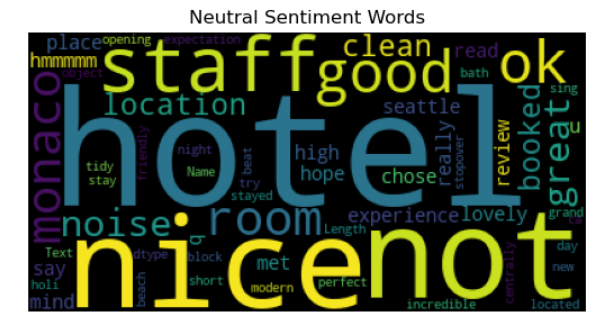 Neutral Sentiment Words
place
opening
expectation
hmmmmm
object
staff
good
clean
read
ok
bath
sing
monaco
location
hotel
seattle
really
stopover
review
booked
great
u
friendly
night
high
tidy
stay
Name
beat
try
hope
chose
stayed
noise
room
experience
lovely
grand
ca
Length
Text
dtype
q
nice
not
say
met
block
day
holi
beach
short
perfect
centrally
new
mind
modern
incredible
located